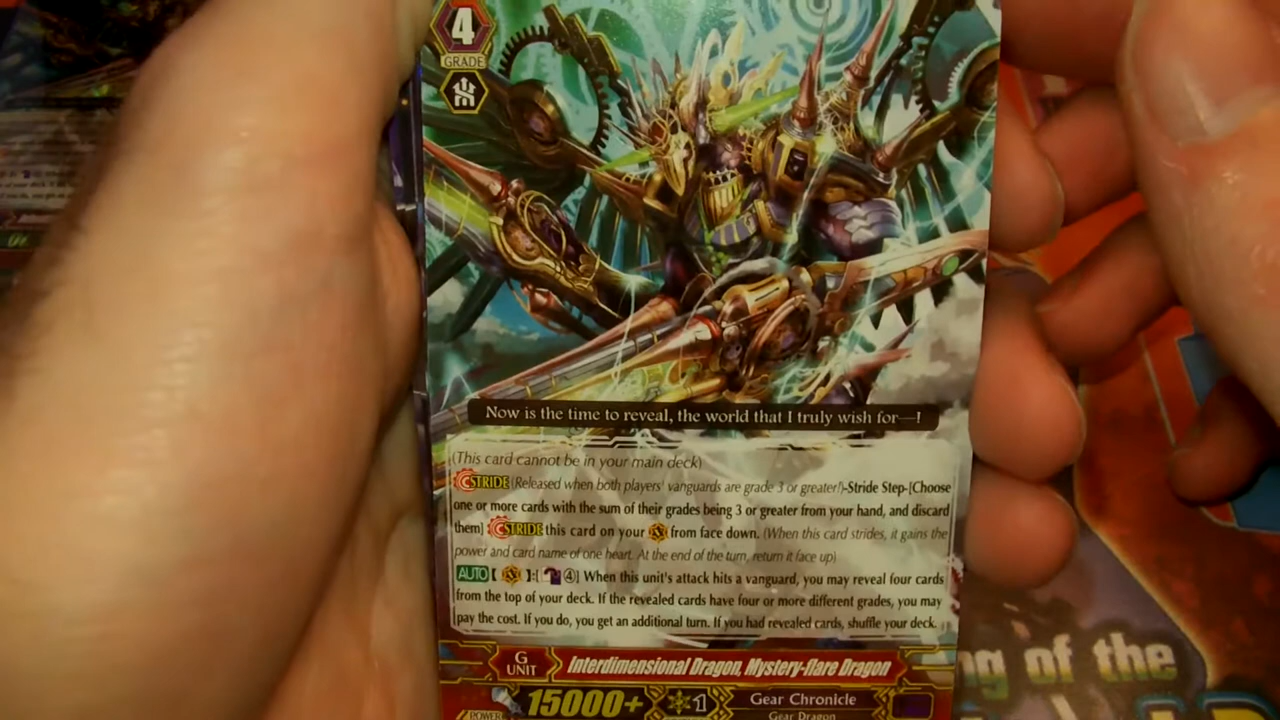 4
GRADE
Now is the time to reveal, the world that I truly wish for—!
(This card cannot be in your main deck)
STRIDE (Released when both players' vanguards are grade 3 or greater!)-Stride Step-[Choose
one or more cards with the sum of their grades being 3 or greater from your hand, and discard
them] STRIDE this card on your from face down. (When this card strides, it gains the
power and card name of one heart. At the end of the turn, return it face up)
AUTO【 】:[ ④] When this unit's attack hits a vanguard, you may reveal four cards
from the top of your deck. If the revealed cards have four or more different grades, you may
pay the cost. If you do, you get an additional turn. If you had revealed cards, shuffle your deck.
G
UNIT
Interdimensional Dragon, Mystery-flare Dragon
POWER 15000+ 1 Gear Chronicle
Gear Dragon
of the